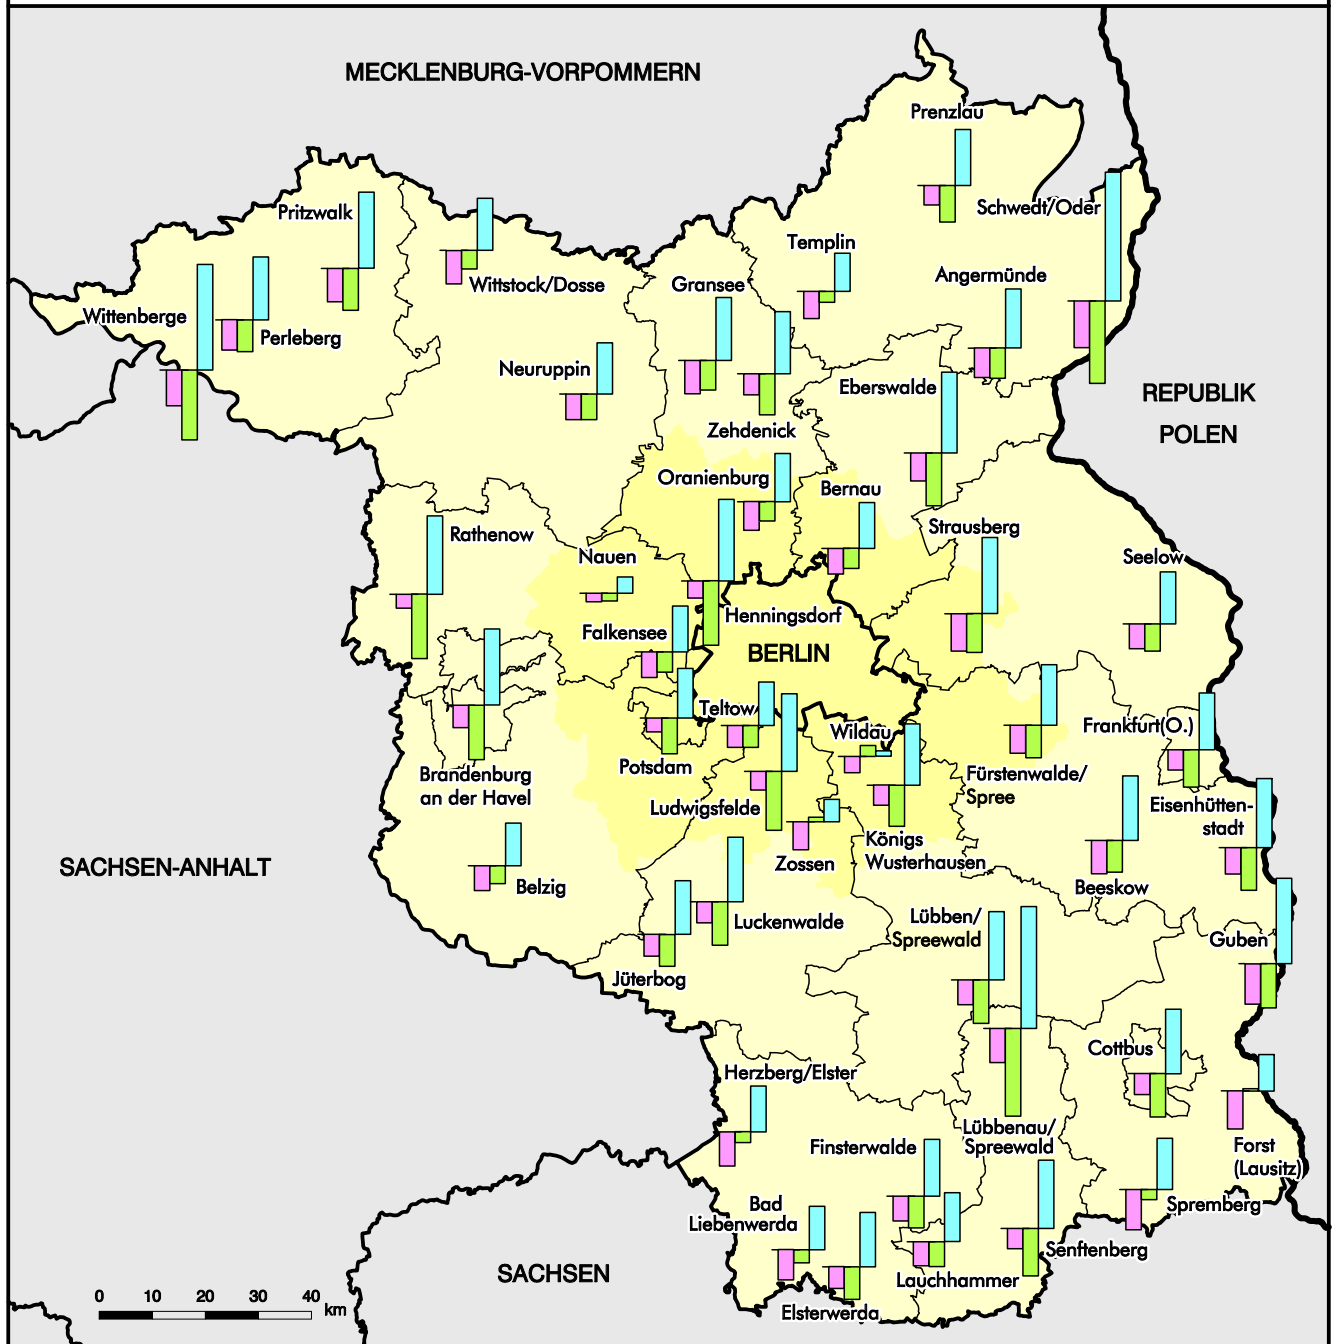 MECKLENBURG-VORPOMMERN
Prenzlau
Pritzwalk
Schwedt/Oder
Templin
Angermünde
Wittstock/Dosse
Gransee
Wittenberge
Perleberg
Neuruppin
Eberswalde
REPUBLIK
POLEN
Zehdenick
Oranienburg
Bernau
Strausberg
Rathenow
Nauen
Seelow
Henningsdorf
Falkensee
BERLIN
Teltow
Wildau
Frankfurt(O.)
Potsdam
Brandenburg
an der Havel
Fürstenwalde/
Spree
Ludwigsfelde
Eisenhütten-
stadt
Königs
Wusterhausen
Zossen
SACHSEN-ANHALT
Belzig
Beeskow
Luckenwalde
Lübben/
Spreewald
Guben
Jüterbog
Cottbus
Herzberg/Elster
Lübbenau/
Spreewald
Finsterwalde
Forst
(Lausitz)
Bad
Liebenwerda
Spremberg
Senftenberg
SACHSEN
Lauchhammer
Elsterwerda
0 10 20 30 40
km